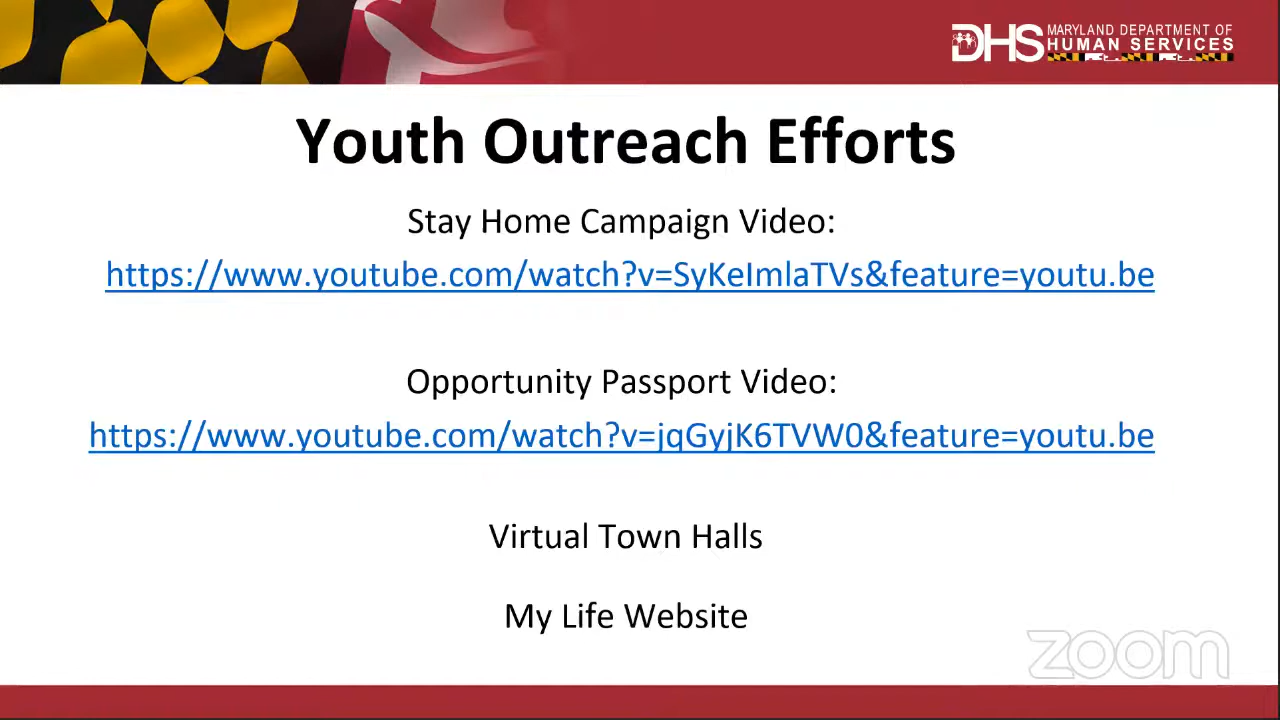 DHS MARYLAND DEPARTMENT OF
HUMAN SERVICES
Youth Outreach Efforts
Stay Home Campaign Video:
https://www.youtube.com/watch?v=SyKeImlaTVs&feature=youtu.be
Opportunity Passport Video:
https://www.youtube.com/watch?v=jqGyjK6TVW0&feature=youtu.be
Virtual Town Halls
My Life Website
zoom